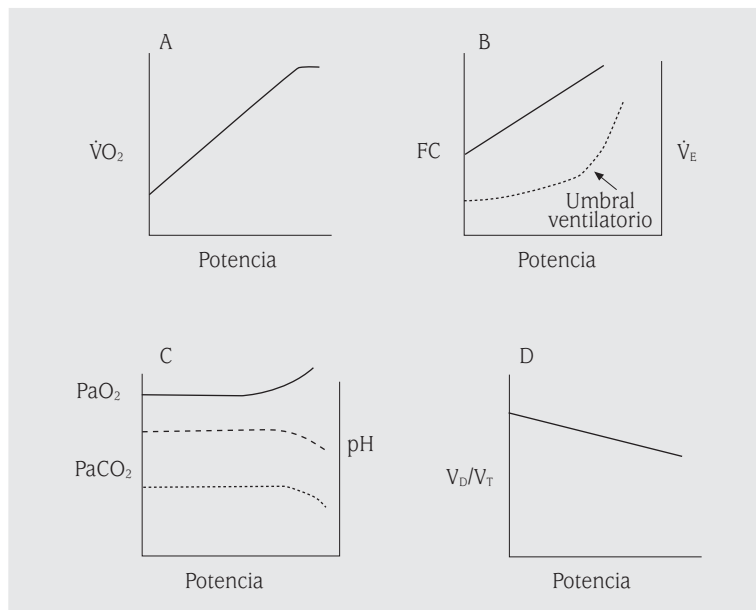 A
V̇O₂
Potencia
B
FC
V̇E
Umbral
ventilatorio
Potencia
C
PaO₂
pH
PaCO₂
Potencia
D
VD/VT
Potencia